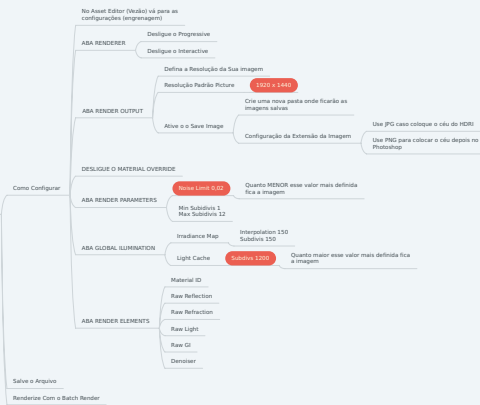 No Asset Editor (Vezão) vá para as
configurações (engrenagem)
Desligue o Progressive
ABA RENDERER
Desligue o Interactive
Defina a Resolução da Sua imagem
Resolução Padrão Picture
1920 x 1440
Crie uma nova pasta onde ficarão as
imagens salvas
ABA RENDER OUTPUT
Ative o o Save Image
Configuração da Extensão da Imagem
Use JPG caso coloque o céu do HDRI
Use PNG para colocar o céu depois no
Photoshop
DESLIGUE O MATERIAL OVERRIDE
Como Configurar
Noise Limit 0,02
Quanto MENOR esse valor mais definida
fica a imagem
ABA RENDER PARAMETERS
Min Subidivis 1
Max Subidivis 12
Irradiance Map
Interpolation 150
Subdivis 150
ABA GLOBAL ILUMINATION
Light Cache
Subdivs 1200
Quanto maior esse valor mais definida fica
a imagem
Material ID
Raw Reflection
Raw Refraction
ABA RENDER ELEMENTS
Raw Light
Raw GI
Denoiser
Salve o Arquivo
Renderize Com o Batch Render